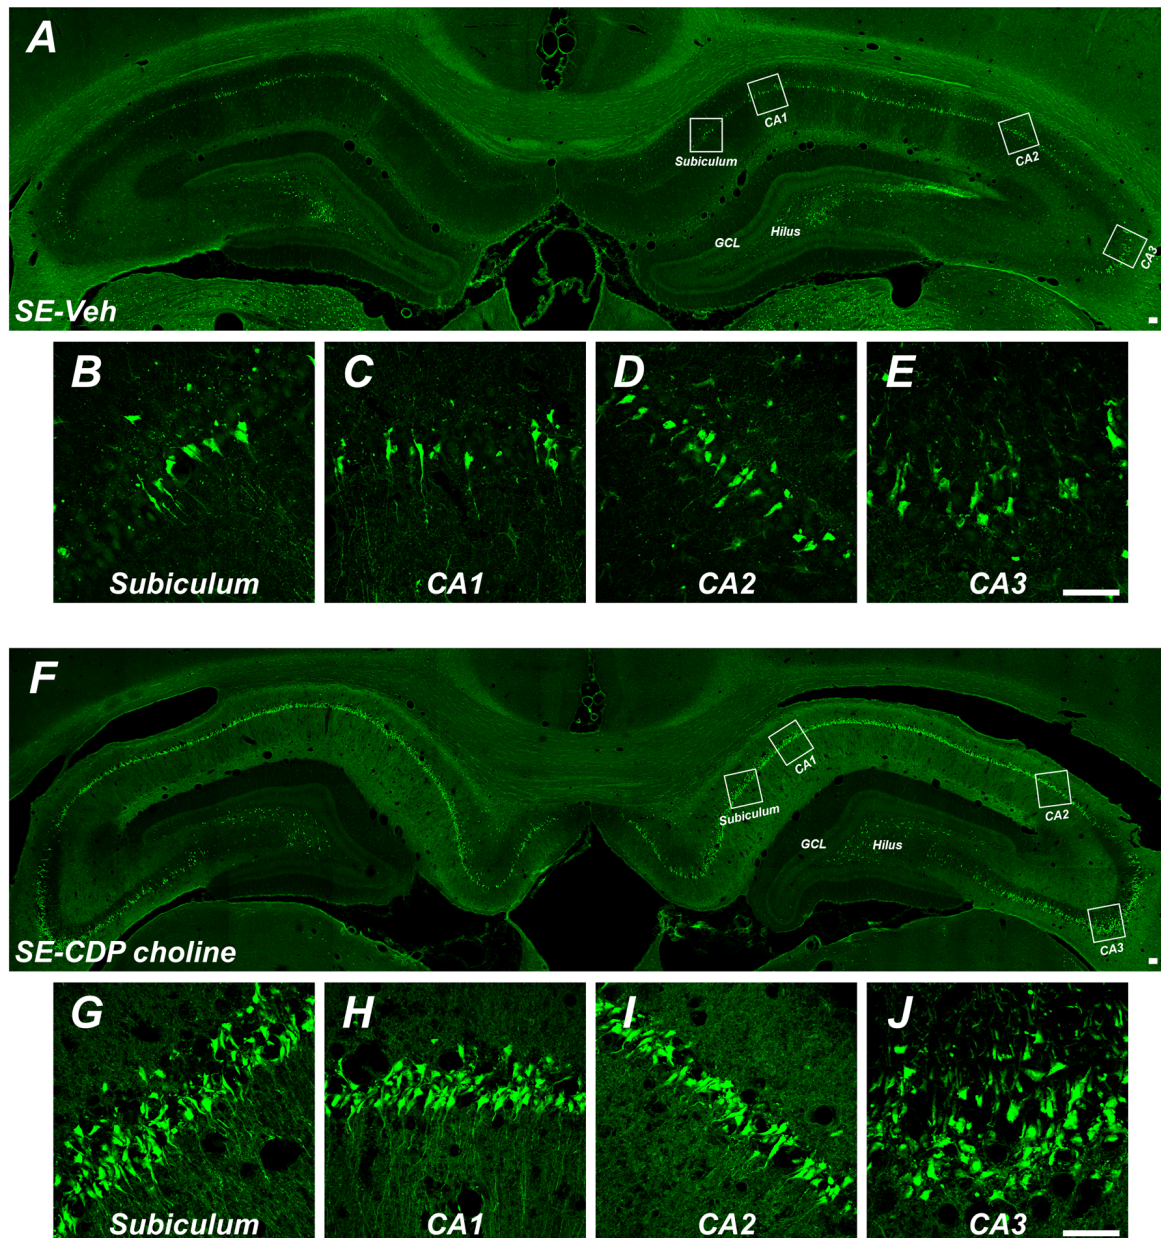 A
CA1
Subiculum
CA2
GCL
Hilus
CA3
SE-Veh
B
C
D
E
Subiculum
CA1
CA2
CA3
F
CA1
Subiculum
CA2
GCL
Hilus
CA3
SE-CDP choline
G
H
I
J
Subiculum
CA1
CA2
CA3